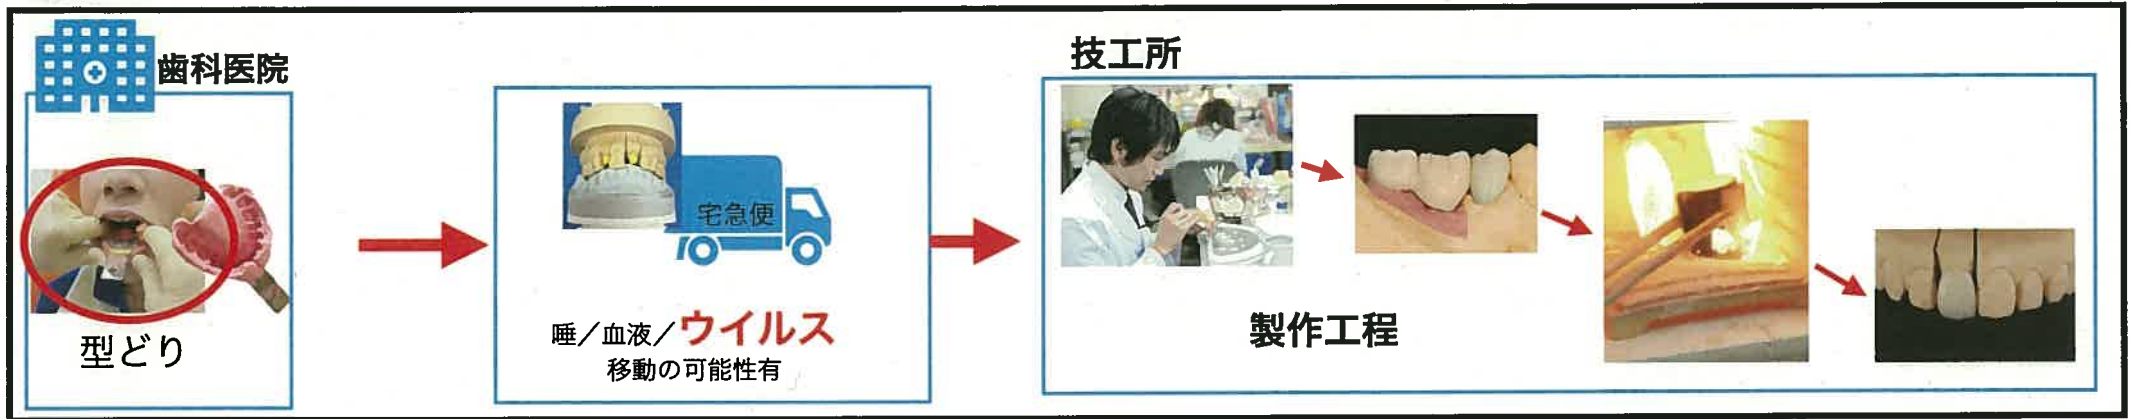 歯科医院
型どり
宅急便
唾／血液／ウイルス
移動の可能性有
技工所
製作工程